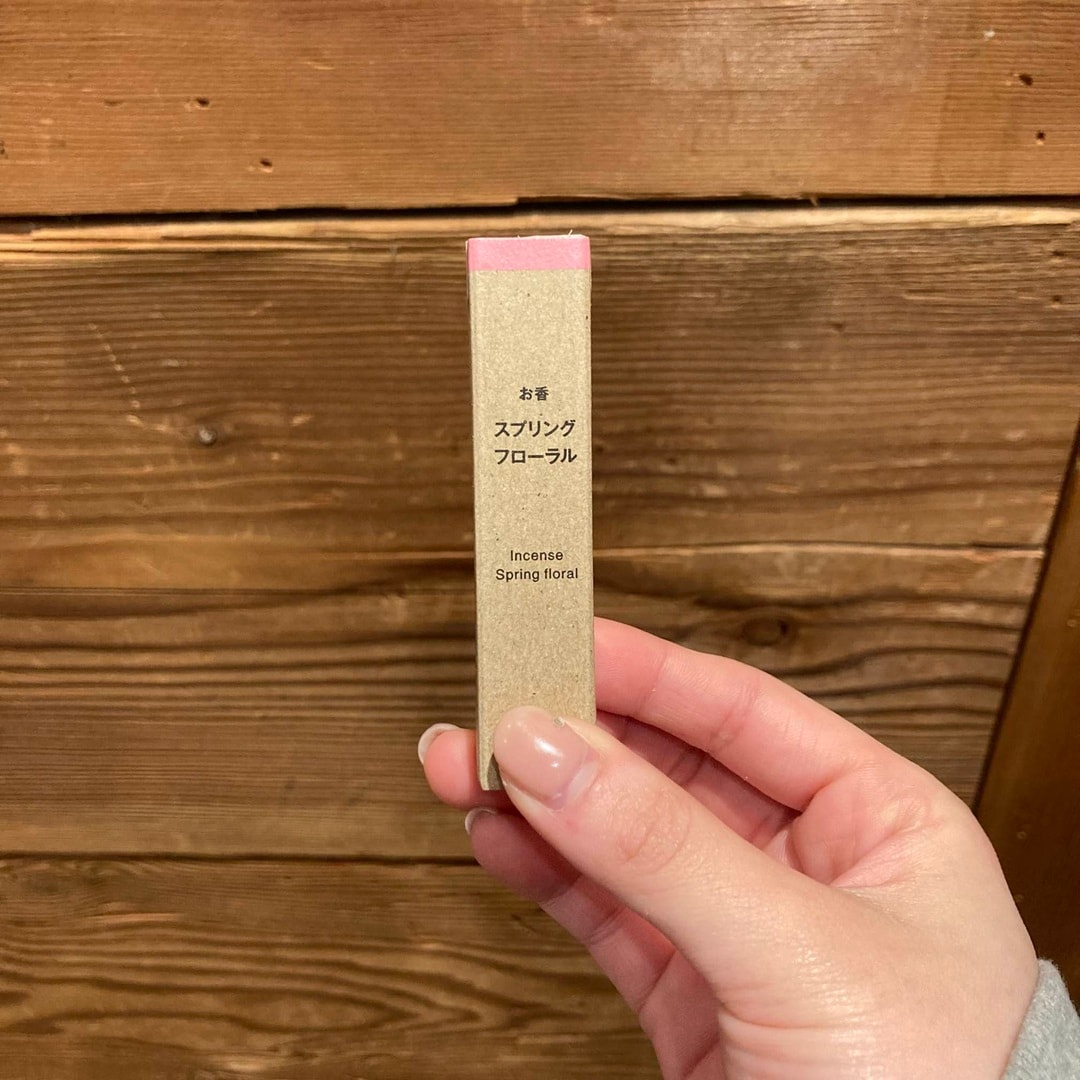 お香
スプリング
フローラル
Incense
Spring floral